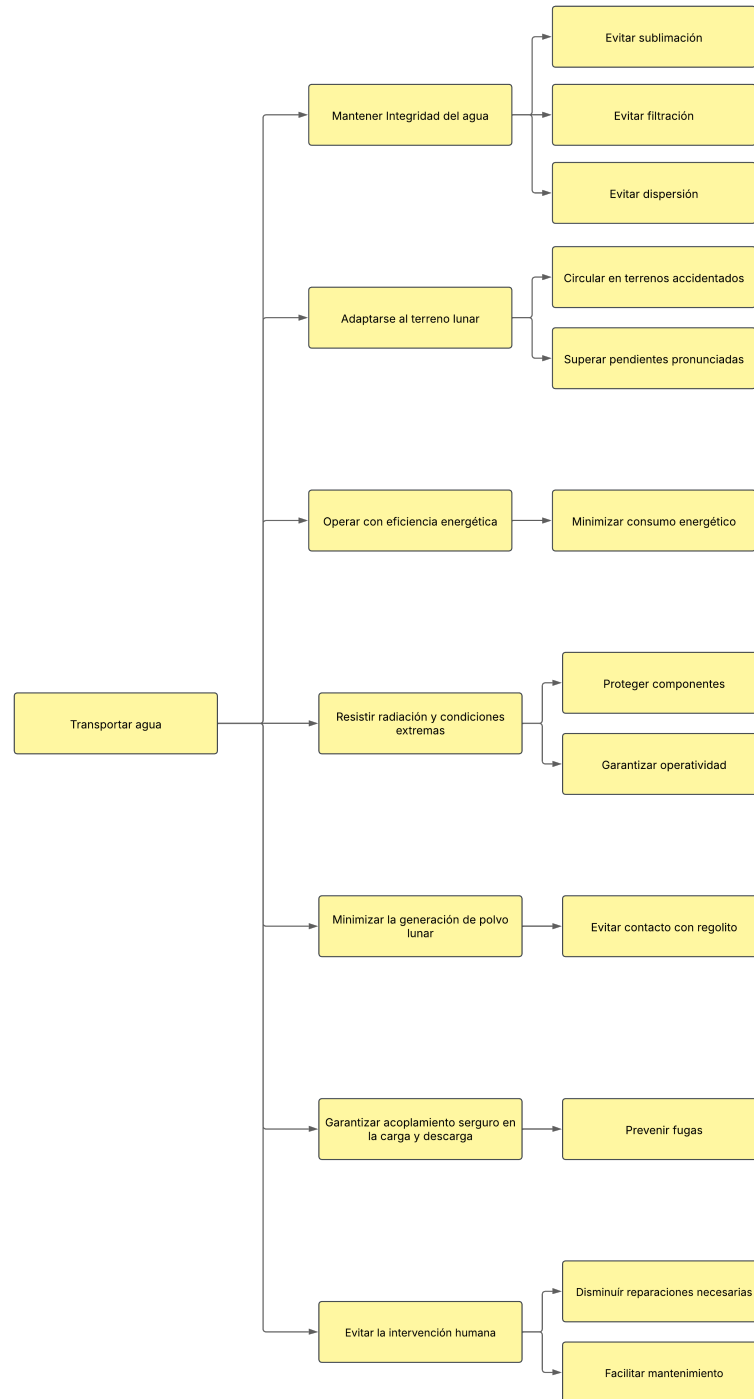 Evitar sublimación
Mantener Integridad del agua
Evitar filtración
Evitar dispersión
Circular en terrenos accidentados
Adaptarse al terreno lunar
Superar pendientes pronunciadas
Operar con eficiencia energética
Minimizar consumo energético
Proteger componentes
Transportar agua
Resistir radiación y condiciones
extremas
Garantizar operatividad
Minimizar la generación de polvo
lunar
Evitar contacto con regolito
Garantizar acoplamiento serguro en
la carga y descarga
Prevenir fugas
Disminuír reparaciones necesarias
Evitar la intervención humana
Facilitar mantenimiento